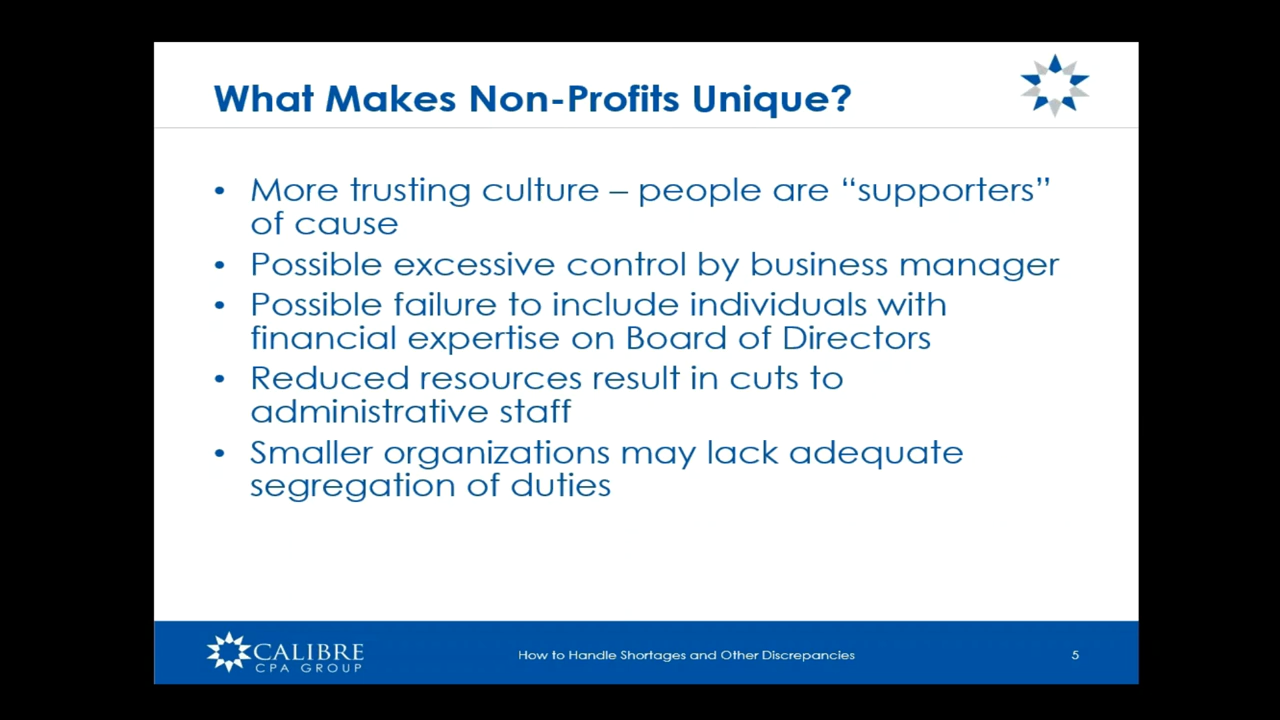 What Makes Non-Profits Unique?
• More trusting culture – people are “supporters”
of cause
• Possible excessive control by business manager
• Possible failure to include individuals with
financial expertise on Board of Directors
• Reduced resources result in cuts to
administrative staff
• Smaller organizations may lack adequate
segregation of duties
CALIBRE
CPA GROUP
How to Handle Shortages and Other Discrepancies
5